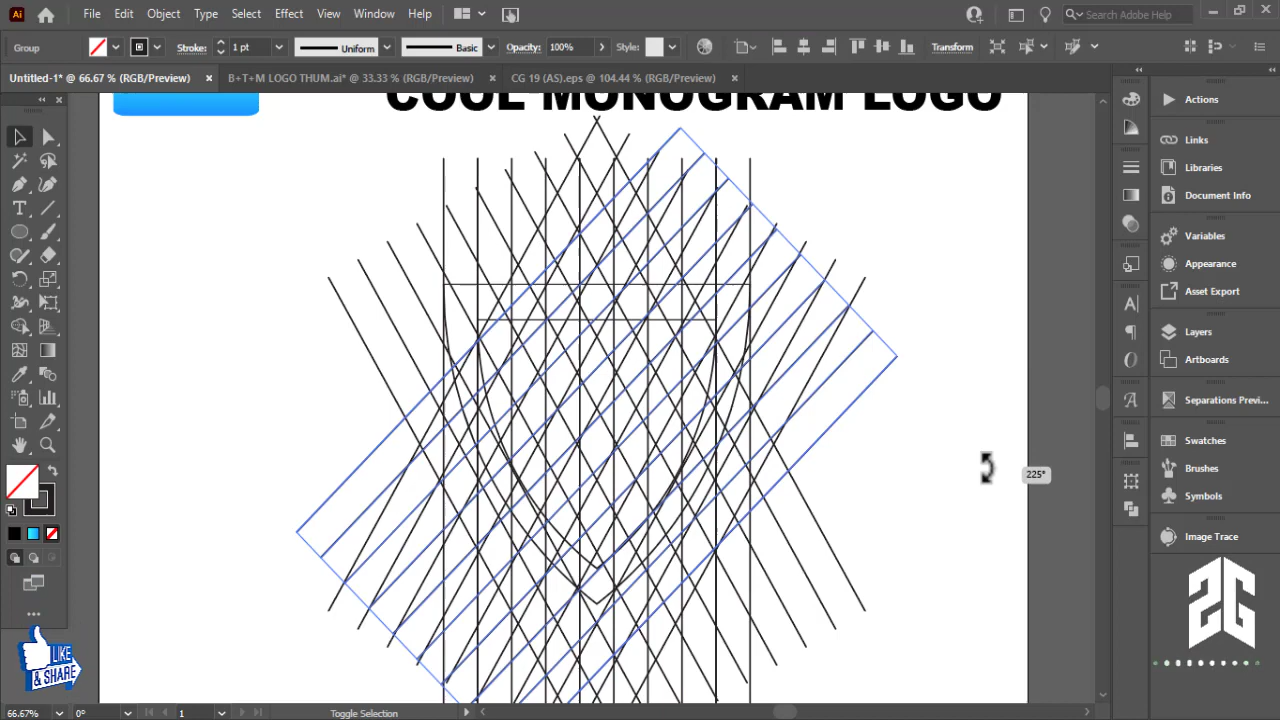 Ai File Edit Object Type Select Effect View Window Help Search Adobe Help
Group Stroke: 1 pt Uniform Basic Opacity: 100% Style: Transform
Untitled-1* @ 66.67 % (RGB/Preview) × B+T+M LOGO THUM.ai* @ 33.33 % (RGB/Preview) × CG 19 (AS).eps @ 104.44 % (RGB/Preview) ×
COOL MONOGRAM LOGO
Actions
Links
Libraries
Document Info
Variables
Appearance
Asset Export
Layers
Artboards
Separations Previ...
Swatches
Brushes
Symbols
Image Trace
225°
LIKE
& SHARE
SG
66.67% 0° 1 Toggle Selection